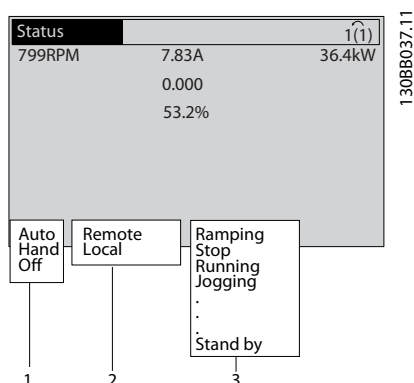 Status 1(1)
799RPM 7.83A 36.4kW
0.000
53.2%
Auto
Hand
Off
Remote
Local
Ramping
Stop
Running
Jogging
.
.
.
Stand by
1 2 3
130BB037.11